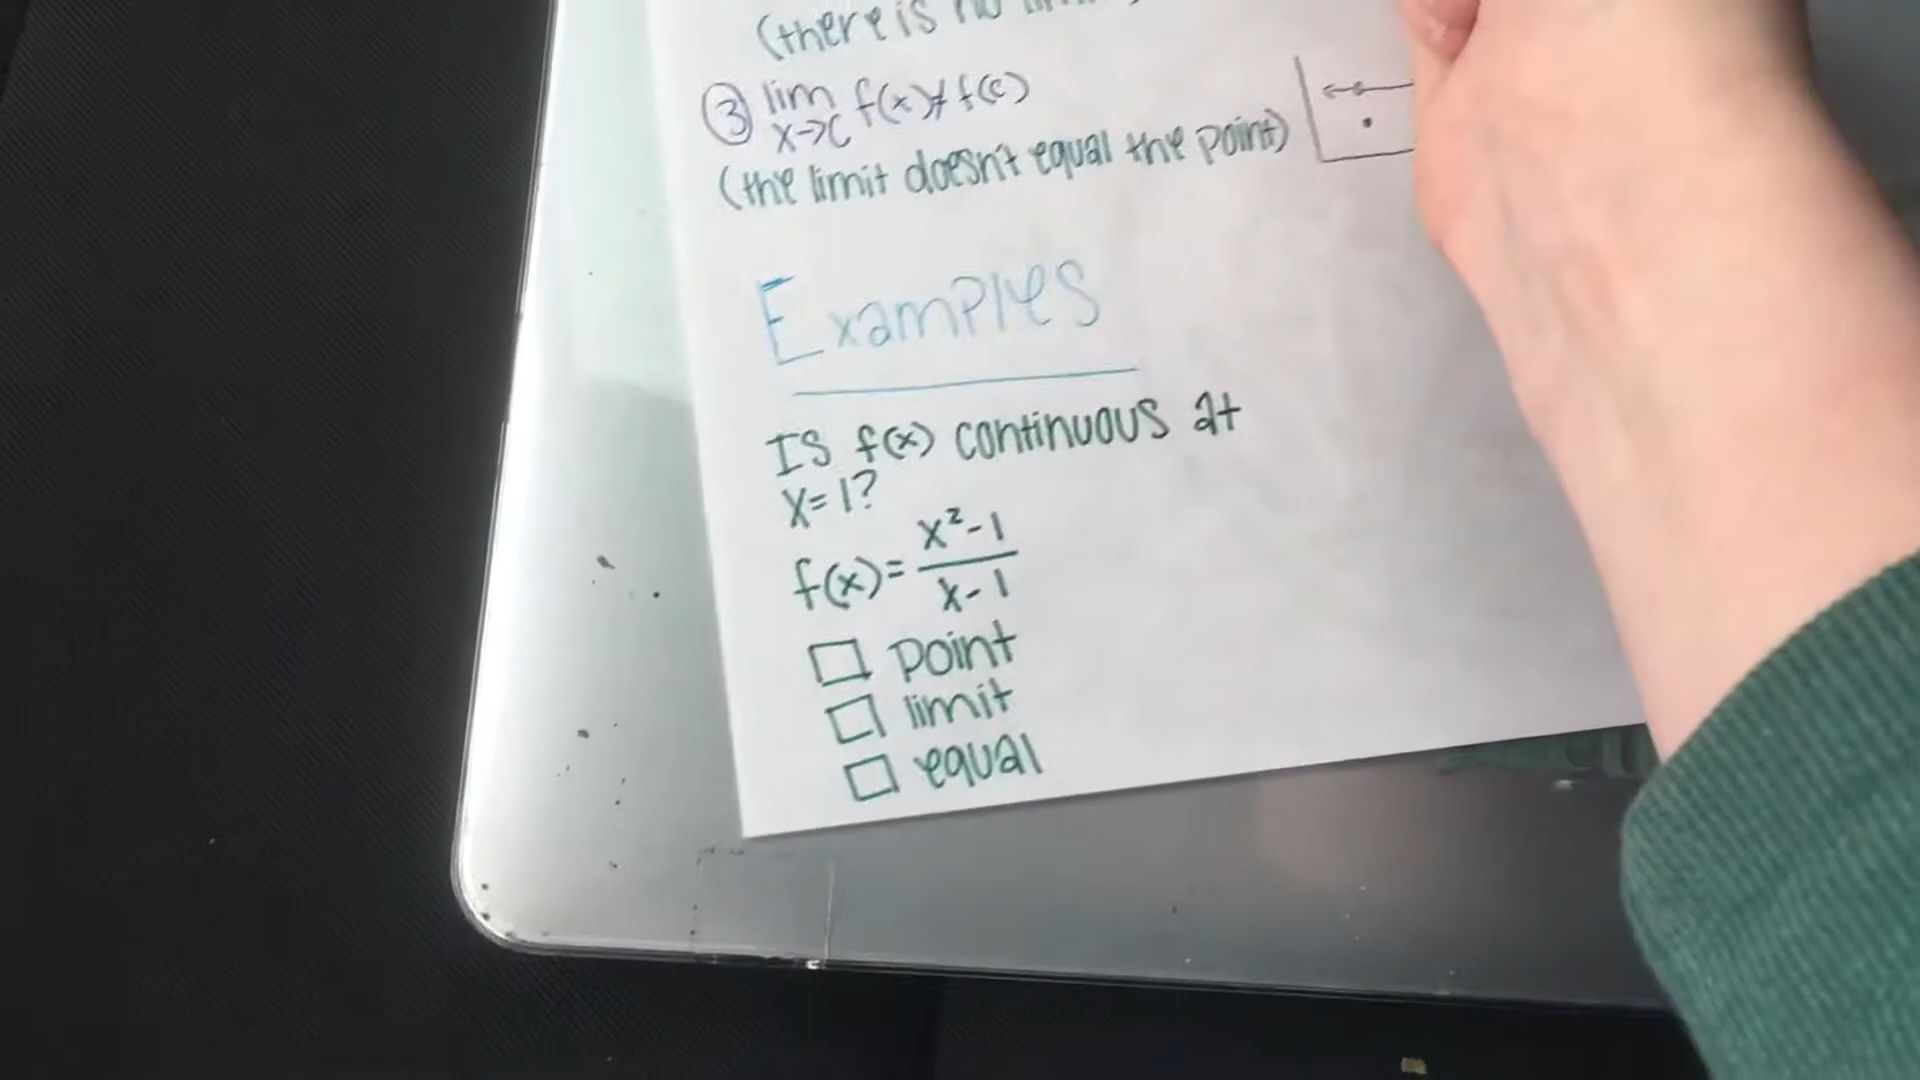 (there is no
③ lim f(x)≠f(c)
x→c
(the limit doesn't equal the point)
Examples
Is f(x) continuous at
x=1?
f(x)= x²-1
x-1
☐ point
☐ limit
☐ equal